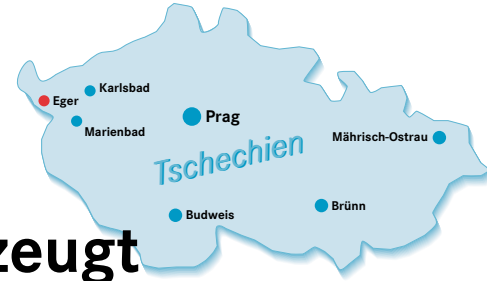 Karlsbad
Eger
Prag
Marienbad
Mährisch-Ostrau
Tschechien
Brünn
Budweis
zeugt